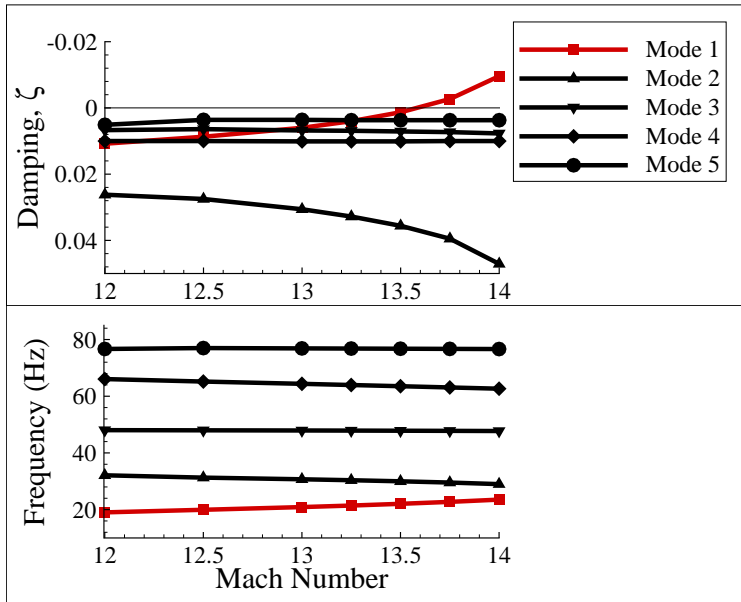 Damping, ζ
-0.02
0
0.02
0.04
12
12.5
13
13.5
14
Mode 1
Mode 2
Mode 3
Mode 4
Mode 5
Frequency (Hz)
80
60
40
20
12
12.5
13
13.5
14
Mach Number